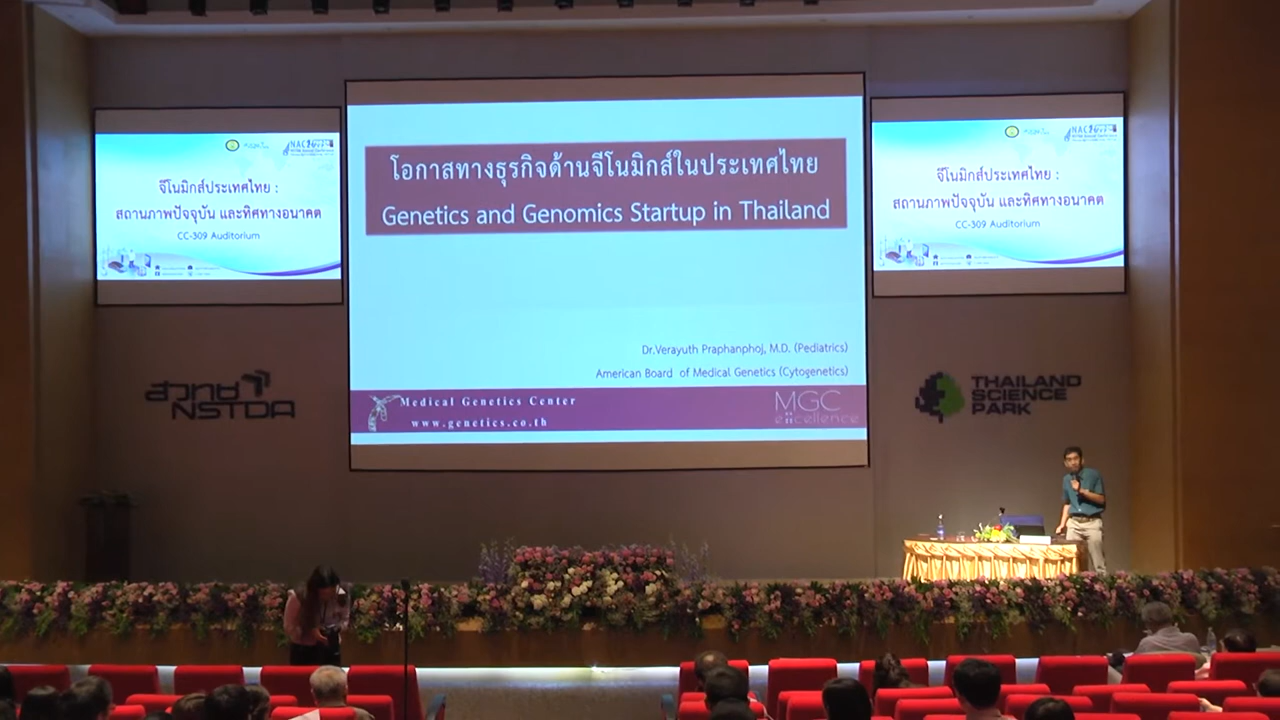 จีโนมิกส์ประเทศไทย :
สถานภาพปัจจุบัน และทิศทางอนาคต
CC-309 Auditorium
โอกาสทางธุรกิจด้านจีโนมิกส์ในประเทศไทย
Genetics and Genomics Startup in Thailand
Dr.Verayuth Praphanphoj, M.D. (Pediatrics)
American Board of Medical Genetics (Cytogenetics)
Medical Genetics Center
www.genetics.co.th
MGC
excellence
NAC
จีโนมิกส์ประเทศไทย :
สถานภาพปัจจุบัน และทิศทางอนาคต
CC-309 Auditorium
สวทช
NSTDA
THAILAND
SCIENCE
PARK